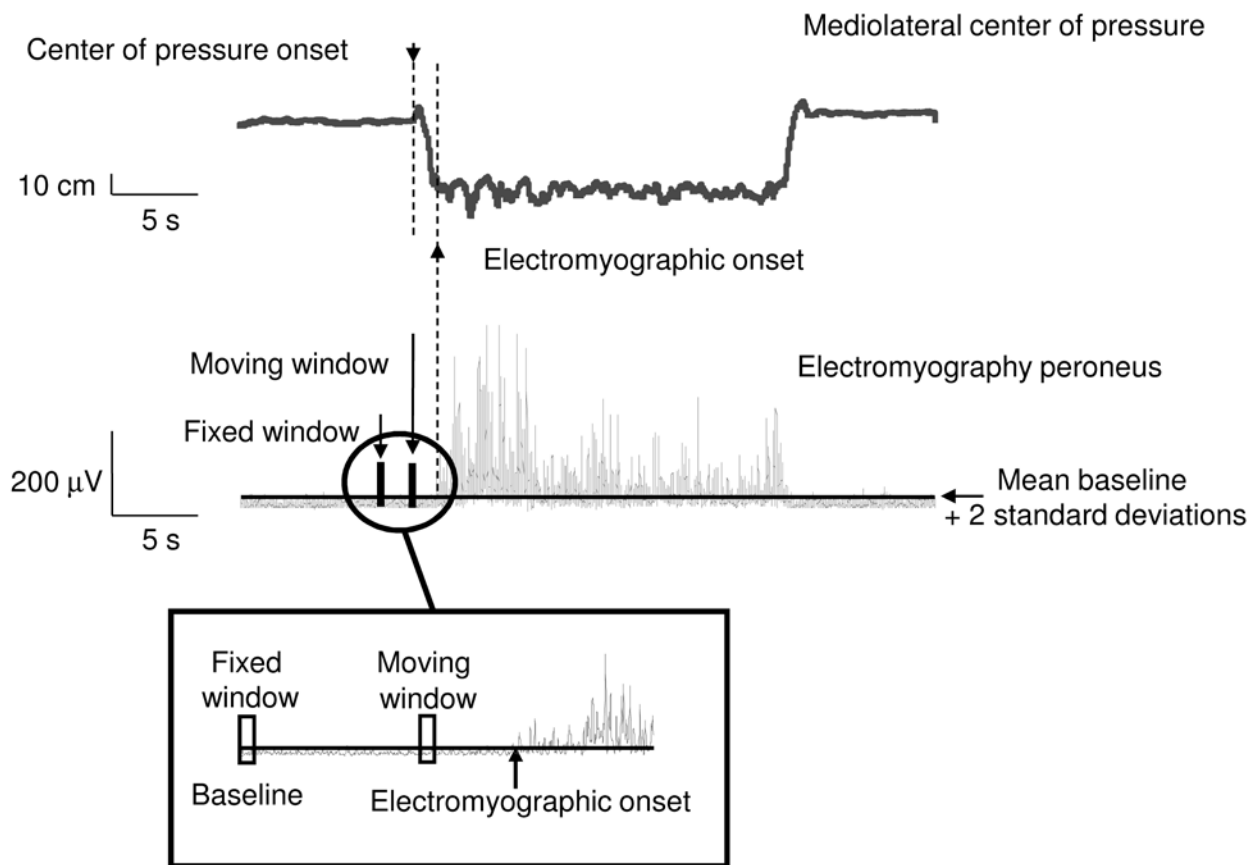 Mediolateral center of pressure
Center of pressure onset
10 cm
5 s
Electromyographic onset
Moving window
Electromyography peroneus
Fixed window
200 μV
Mean baseline
+ 2 standard deviations
5 s
Fixed
window
Moving
window
Baseline
Electromyographic onset